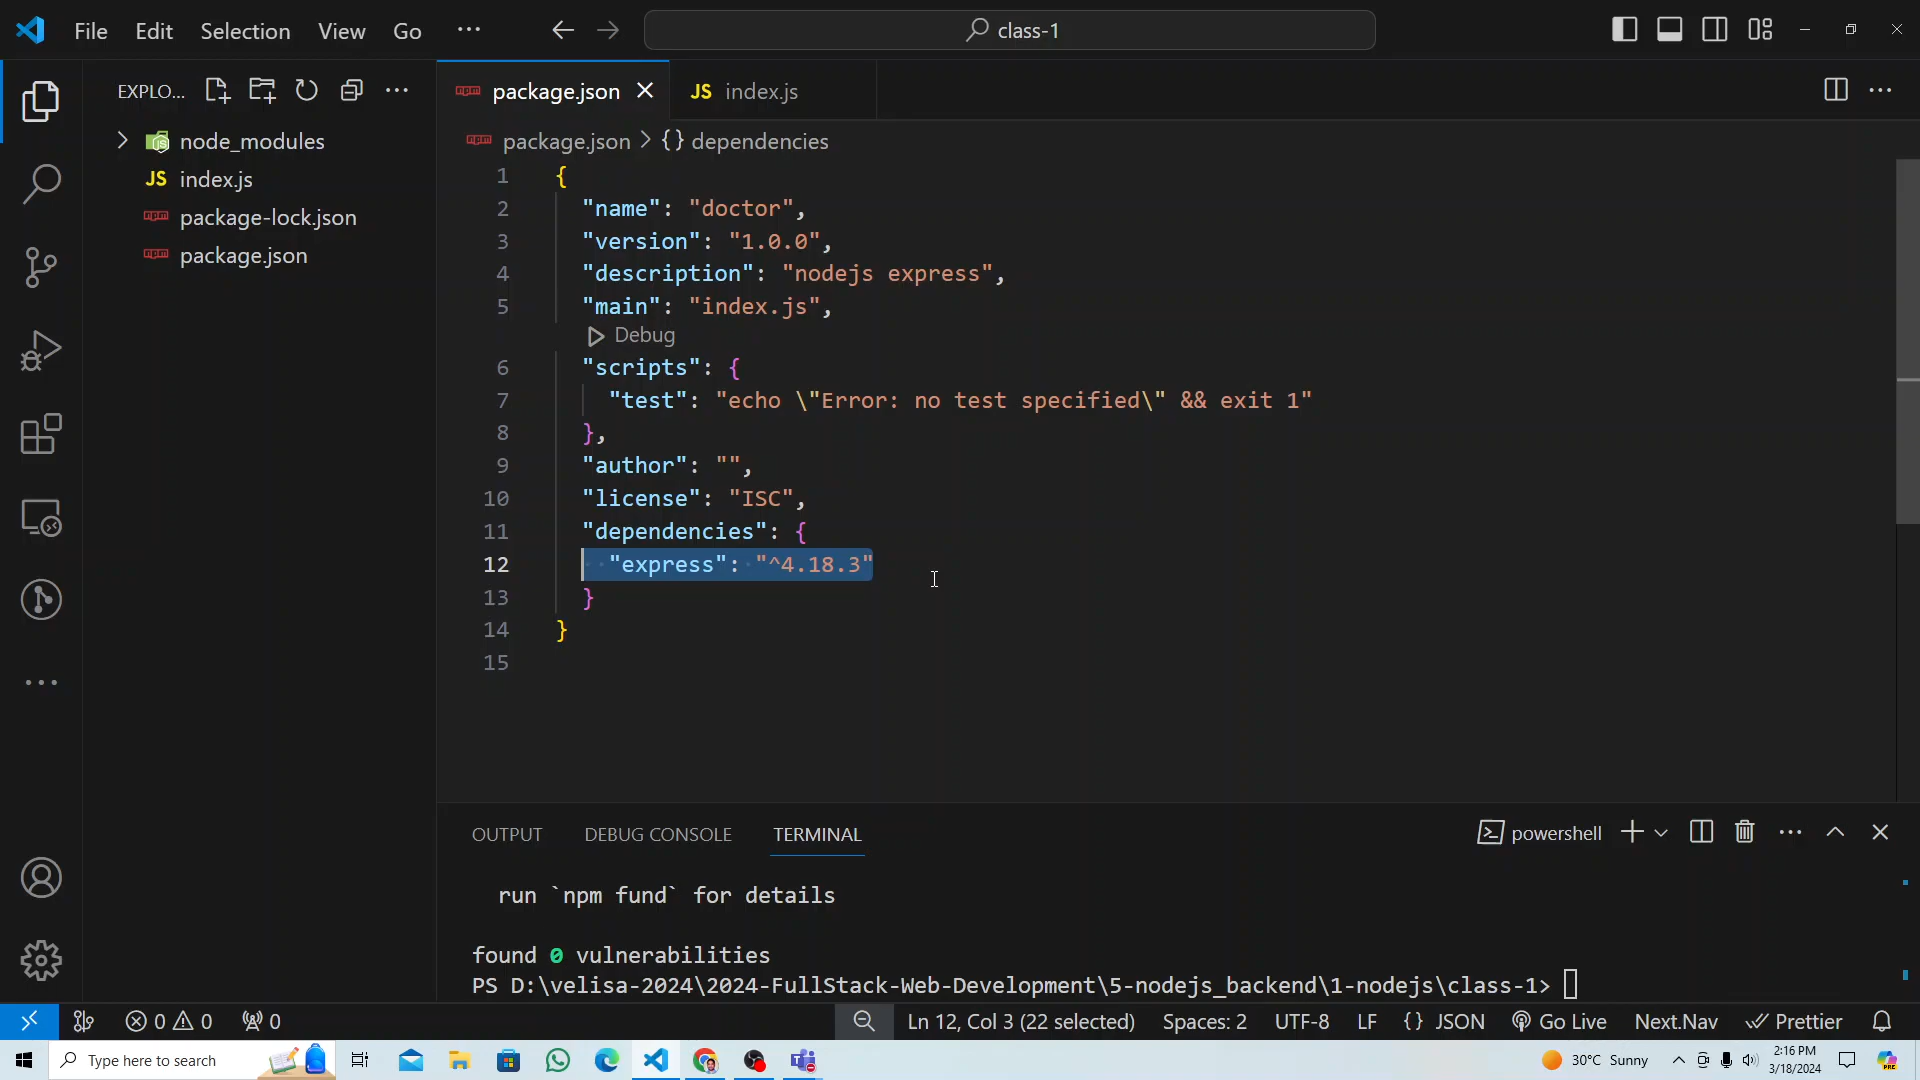 File Edit Selection View Go ... class-1
EXPLO...
node_modules
JS index.js
package-lock.json
package.json
package.json JS index.js
package.json > {} dependencies
1 {
2 "name": "doctor",
3 "version": "1.0.0",
4 "description": "nodejs express",
5 "main": "index.js",
Debug
6 "scripts": {
7 "test": "echo \"Error: no test specified\" && exit 1"
8 },
9 "author": "",
10 "license": "ISC",
11 "dependencies": {
12 "express": "^4.18.3"
13 }
14 }
15
OUTPUT DEBUG CONSOLE TERMINAL powershell
run `npm fund` for details
found 0 vulnerabilities
PS D:\velisa-2024\2024-FullStack-Web-Development\5-nodejs_backend\1-nodejs\class-1>
0 0 0 Ln 12, Col 3 (22 selected) Spaces: 2 UTF-8 LF {} JSON Go Live Next.Nav Prettier
Type here to search 30°C Sunny 2:16 PM
3/18/2024